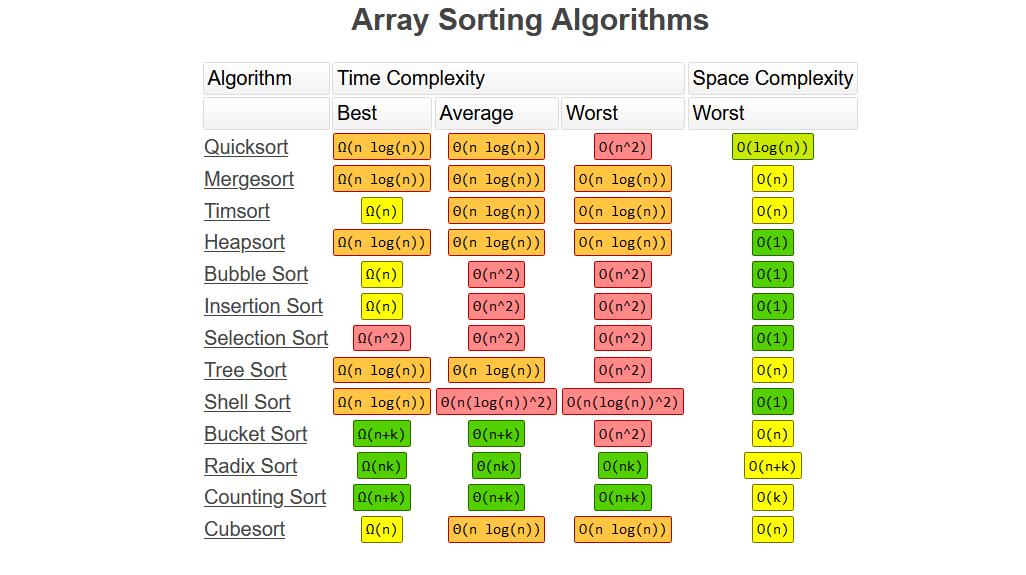 Array Sorting Algorithms
Algorithm Time Complexity Space Complexity
Best Average Worst Worst
Quicksort Ω(n log(n)) Θ(n log(n)) O(n^2) O(log(n))
Mergesort Ω(n log(n)) Θ(n log(n)) O(n log(n)) O(n)
Timsort Ω(n) Θ(n log(n)) O(n log(n)) O(n)
Heapsort Ω(n log(n)) Θ(n log(n)) O(n log(n)) O(1)
Bubble Sort Ω(n) Θ(n^2) O(n^2) O(1)
Insertion Sort Ω(n) Θ(n^2) O(n^2) O(1)
Selection Sort Ω(n^2) Θ(n^2) O(n^2) O(1)
Tree Sort Ω(n log(n)) Θ(n log(n)) O(n^2) O(n)
Shell Sort Ω(n log(n)) Θ(n(log(n))^2) O(n(log(n))^2) O(1)
Bucket Sort Ω(n+k) Θ(n+k) O(n^2) O(n)
Radix Sort Ω(nk) Θ(nk) O(nk) O(n+k)
Counting Sort Ω(n+k) Θ(n+k) O(n+k) O(k)
Cubesort Ω(n) Θ(n log(n)) O(n log(n)) O(n)